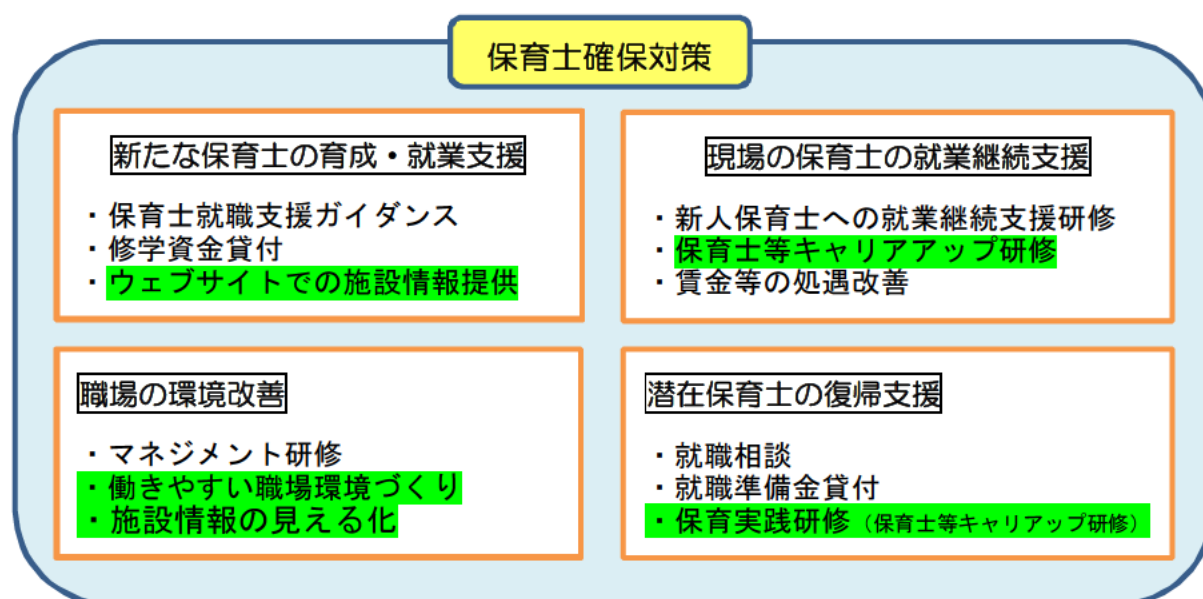 保育士確保対策
新たな保育士の育成・就業支援
・保育士就職支援ガイダンス
・修学資金貸付
・ウェブサイトでの施設情報提供
現場の保育士の就業継続支援
・新人保育士への就業継続支援研修
・保育士等キャリアアップ研修
・賃金等の処遇改善
職場の環境改善
・マネジメント研修
・働きやすい職場環境づくり
・施設情報の見える化
潜在保育士の復帰支援
・就職相談
・就職準備金貸付
・保育実践研修（保育士等キャリアップ研修）